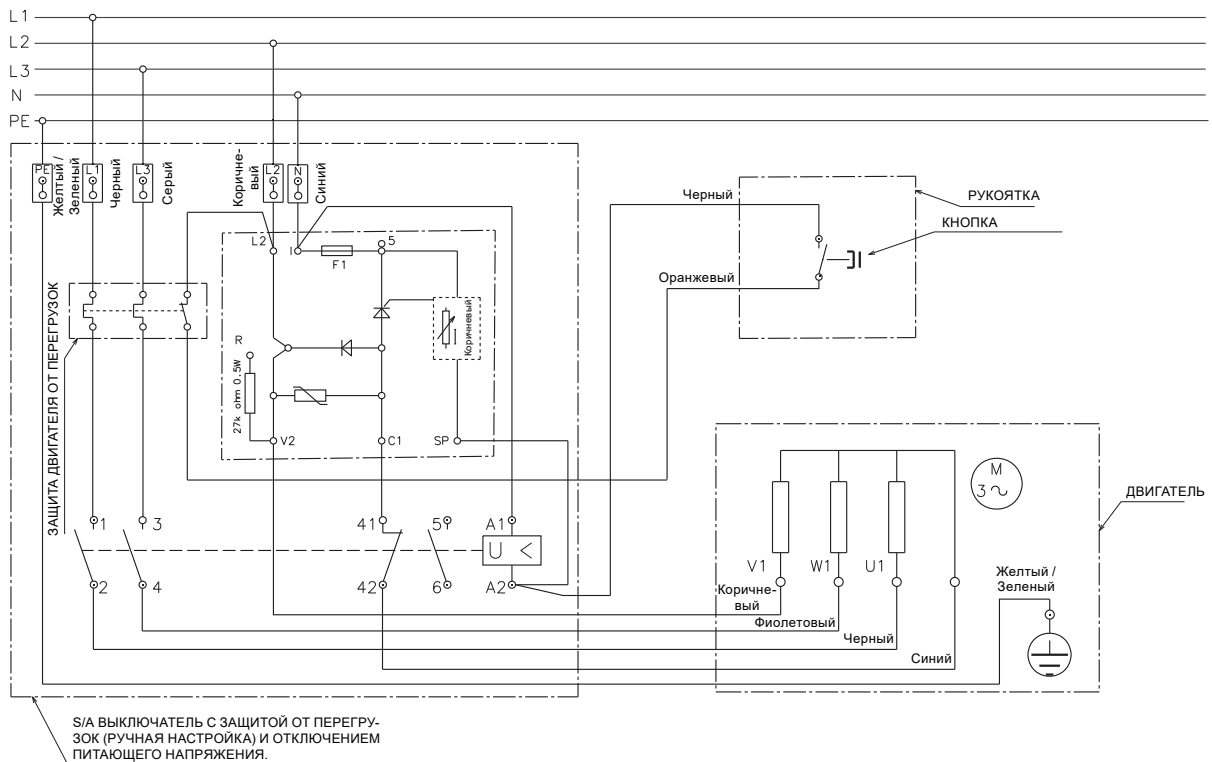 L1
L2
L3
N
PE
PE
Желтый /
Зеленый
L1
Черный
L3
Серый
Коричне-
вый
L2
N
Синий
Черный
РУКОЯТКА
КНОПКА
Оранжевый
L2
I
5
F1
Коричневый
ЗАЩИТА ДВИГАТЕЛЯ ОТ ПЕРЕГРУЗОК
R
27k ohm 0.5W
V2
C1
SP
1
3
41
5
A1
U <
2
4
42
6
A2
M
3~
ДВИГАТЕЛЬ
V1
W1
U1
Желтый /
Зеленый
Коричне-
вый
Фиолетовый
Черный
Синий
S/A ВЫКЛЮЧАТЕЛЬ С ЗАЩИТОЙ ОТ ПЕРЕГРУ-
ЗОК (РУЧНАЯ НАСТРОЙКА) И ОТКЛЮЧЕНИЕМ
ПИТАЮЩЕГО НАПРЯЖЕНИЯ.